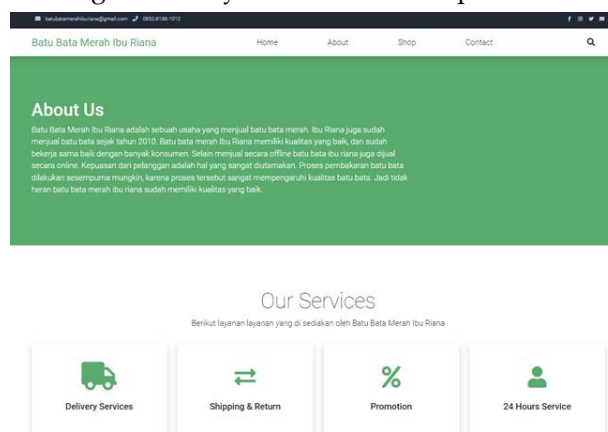 batubatamerahiburiana@gmail.com 0852-6186-1012
Batu Bata Merah Ibu Riana Home About Shop Contact
About Us
Batu Bata Merah Ibu Riana adalah sebuah usaha yang menjual batu bata merah. Ibu Riana juga sudah
menjual batu bata sejak tahun 2010. Batu bata merah Ibu Riana memiliki kualitas yang baik, dan sudah
bekerja sama baik dengan banyak konsumen. Selain menjual secara offline batu bata ibu riana juga dijual
secara online. Kepuasan dari pelanggan adalah hal yang sangat diutamakan. Proses pembakaran batu bata
dilakukan sesempurna mungkin, karena proses tersebut sangat mempengaruhi kualitas batu bata. Jadi tidak
heran batu bata merah ibu riana sudah memiliki kualitas yang baik.
Our Services
Berikut layanan layanan yang di sediakan oleh Batu Bata Merah Ibu Riana
Delivery Services Shipping & Return Promotion 24 Hours Service